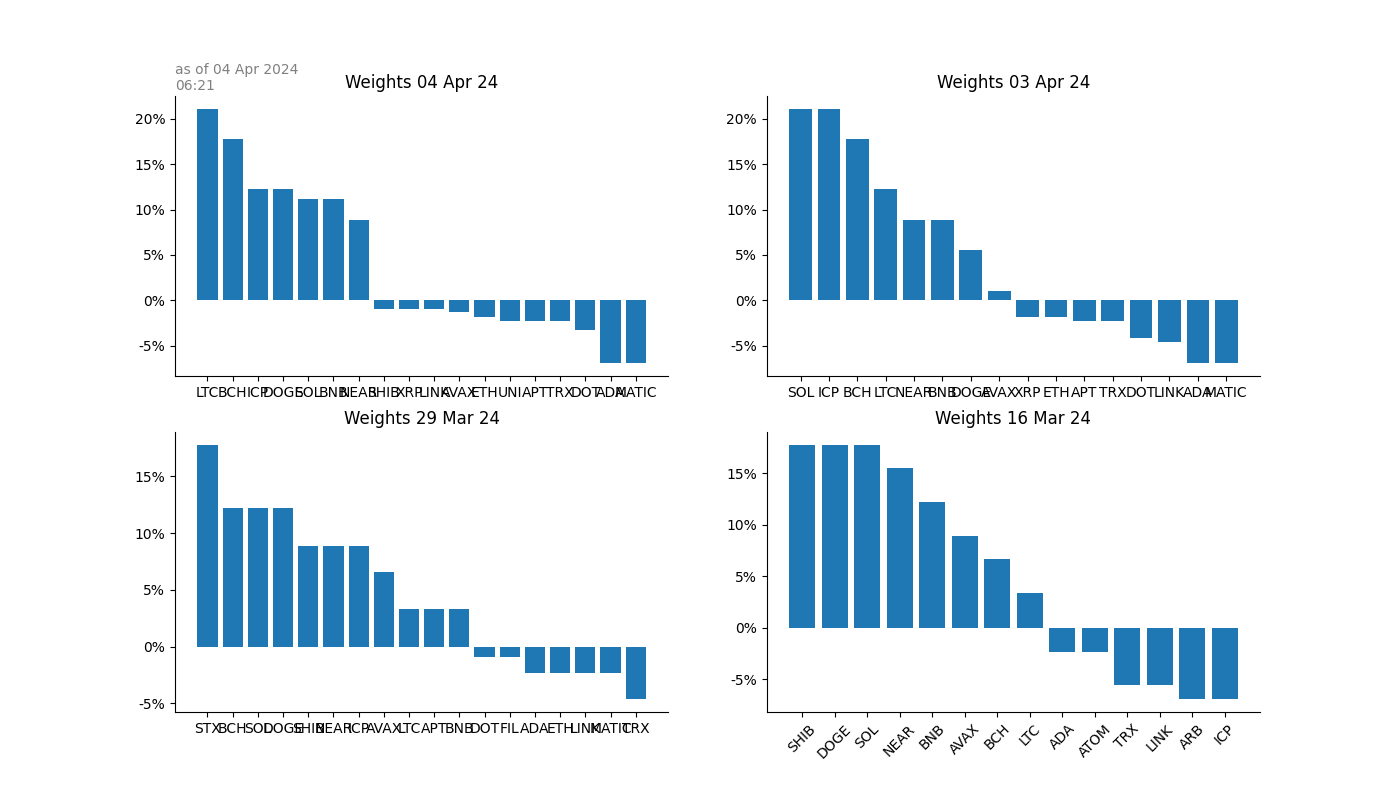 as of 04 Apr 2024
06:21
Weights 04 Apr 24
20%
15%
10%
5%
0%
-5%
LTC BCH ICP DOGE SOL BNB NEAR SHIB XRP LINK AVAX ETH UNI APT TRX DOT ADA MATIC
Weights 03 Apr 24
20%
15%
10%
5%
0%
-5%
SOL ICP BCH LTC NEAR BNB DOGE AVAX XRP ETH APT TRX DOT LINK ADA MATIC
Weights 29 Mar 24
15%
10%
5%
0%
-5%
STX BCH SOL DOGE SHIB NEAR ICP AVAX LTC APT BNB DOT FIL ADA ETH LINK MATIC TRX
Weights 16 Mar 24
15%
10%
5%
0%
-5%
SHIB DOGE SOL NEAR BNB AVAX BCH LTC ADA ATOM TRX LINK ARB ICP